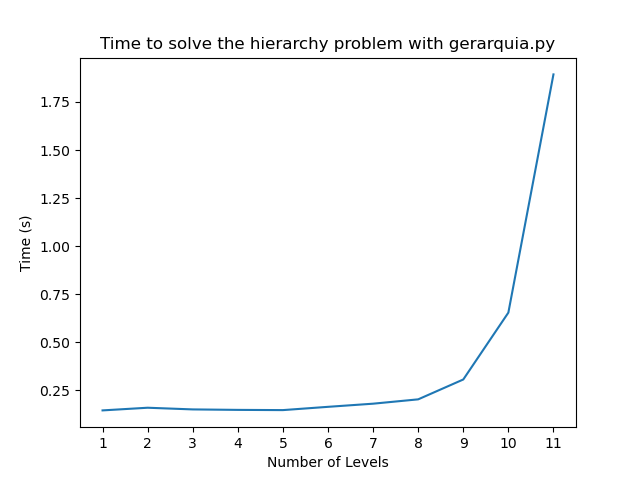 Time to solve the hierarchy problem with gerarquia.py
1.75
1.50
1.25
1.00
0.75
0.50
0.25
Time (s)
1 2 3 4 5 6 7 8 9 10 11
Number of Levels